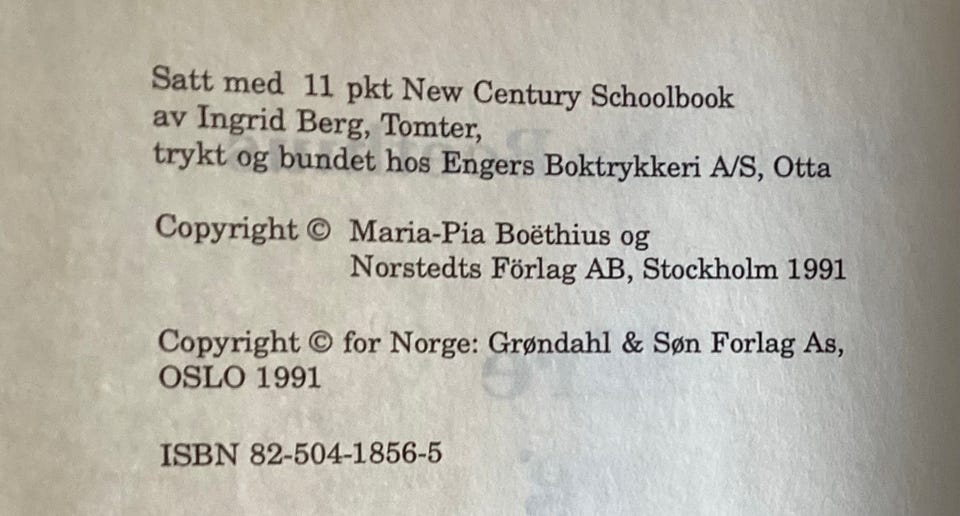 Satt med 11 pkt New Century Schoolbook
av Ingrid Berg, Tomter,
trykt og bundet hos Engers Boktrykkeri A/S, Otta
Copyright © Maria-Pia Boëthius og
Norstedts Förlag AB, Stockholm 1991
Copyright © for Norge: Grøndahl & Søn Forlag As,
OSLO 1991
ISBN 82-504-1856-5